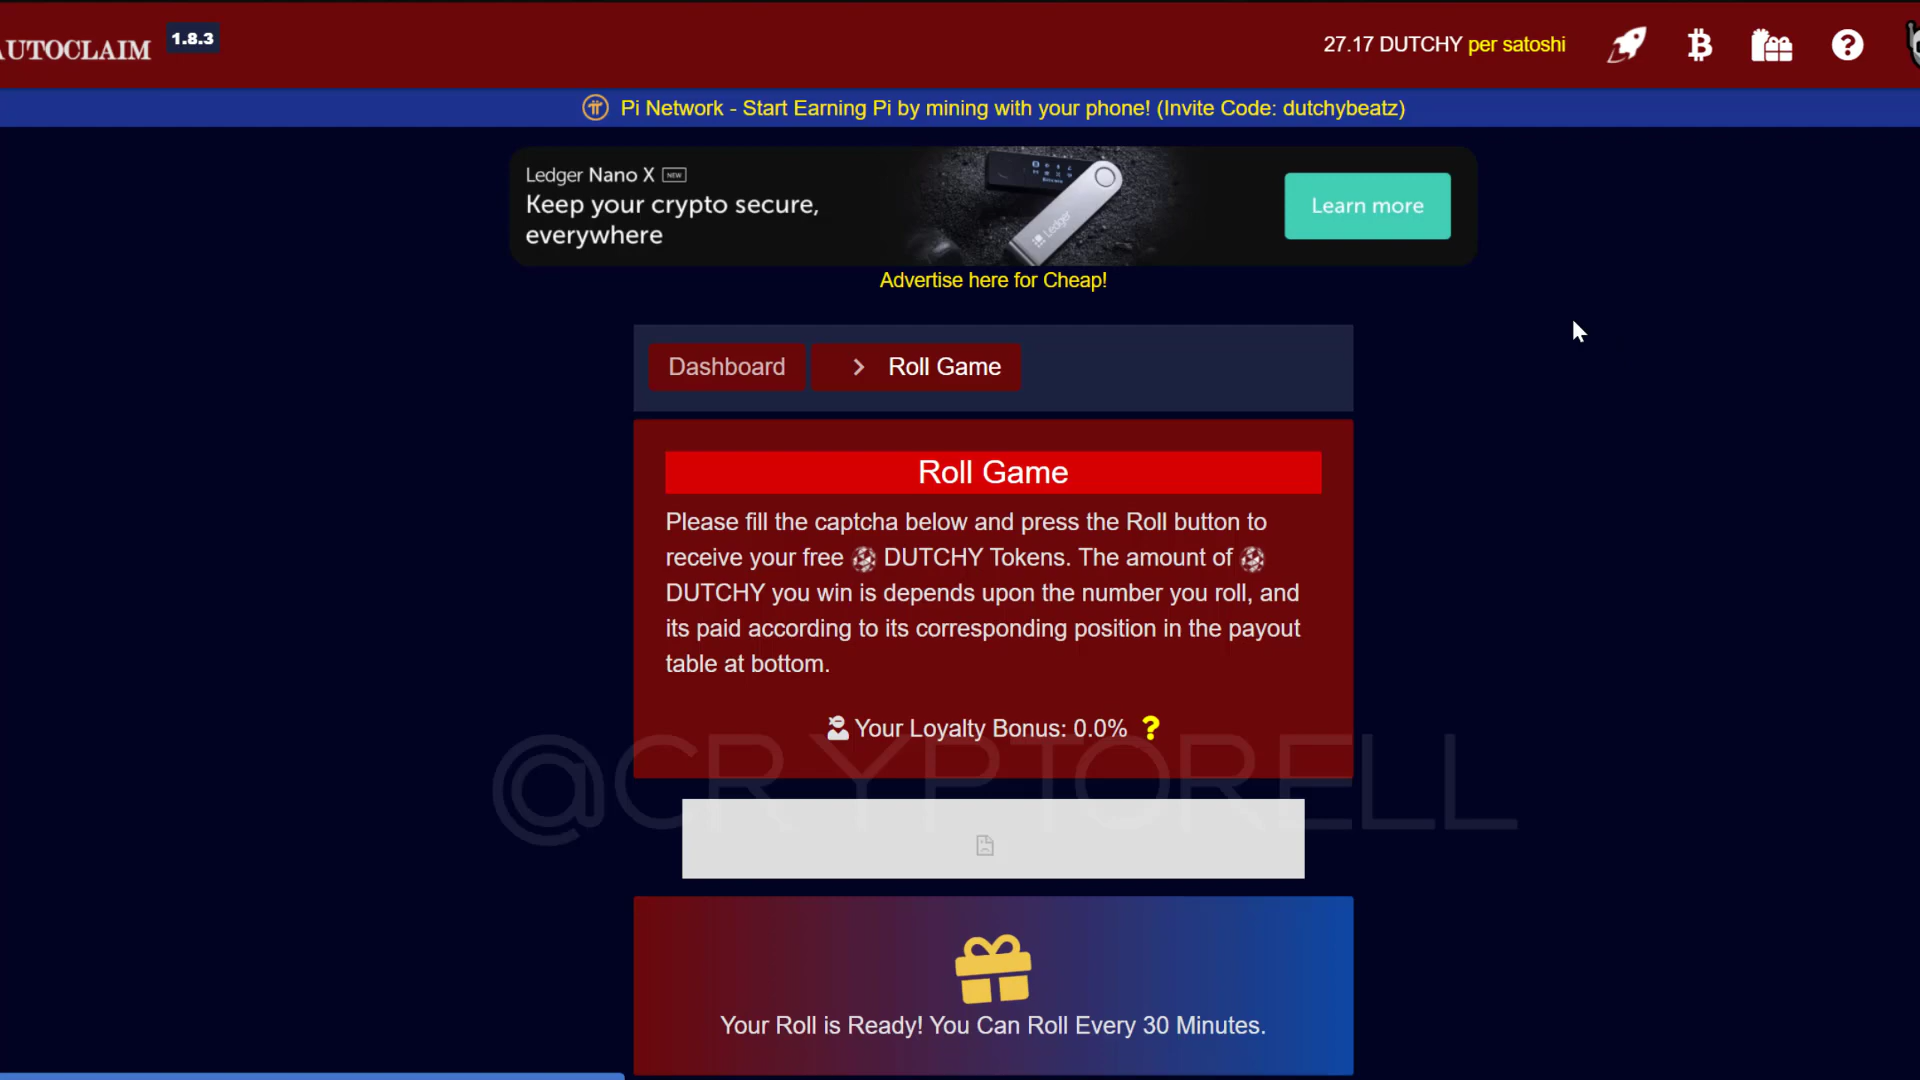 AUTOCLAIM 1.8.3
27.17 DUTCHY per satoshi
Pi Network - Start Earning Pi by mining with your phone! (Invite Code: dutchybeatz)
Ledger Nano X NEW
Keep your crypto secure,
everywhere
Ledger
Learn more
Advertise here for Cheap!
Dashboard > Roll Game
Roll Game
Please fill the captcha below and press the Roll button to
receive your free DUTCHY Tokens. The amount of
DUTCHY you win is depends upon the number you roll, and
its paid according to its corresponding position in the payout
table at bottom.
Your Loyalty Bonus: 0.0% ?
@CRYPTORELL
Your Roll is Ready! You Can Roll Every 30 Minutes.